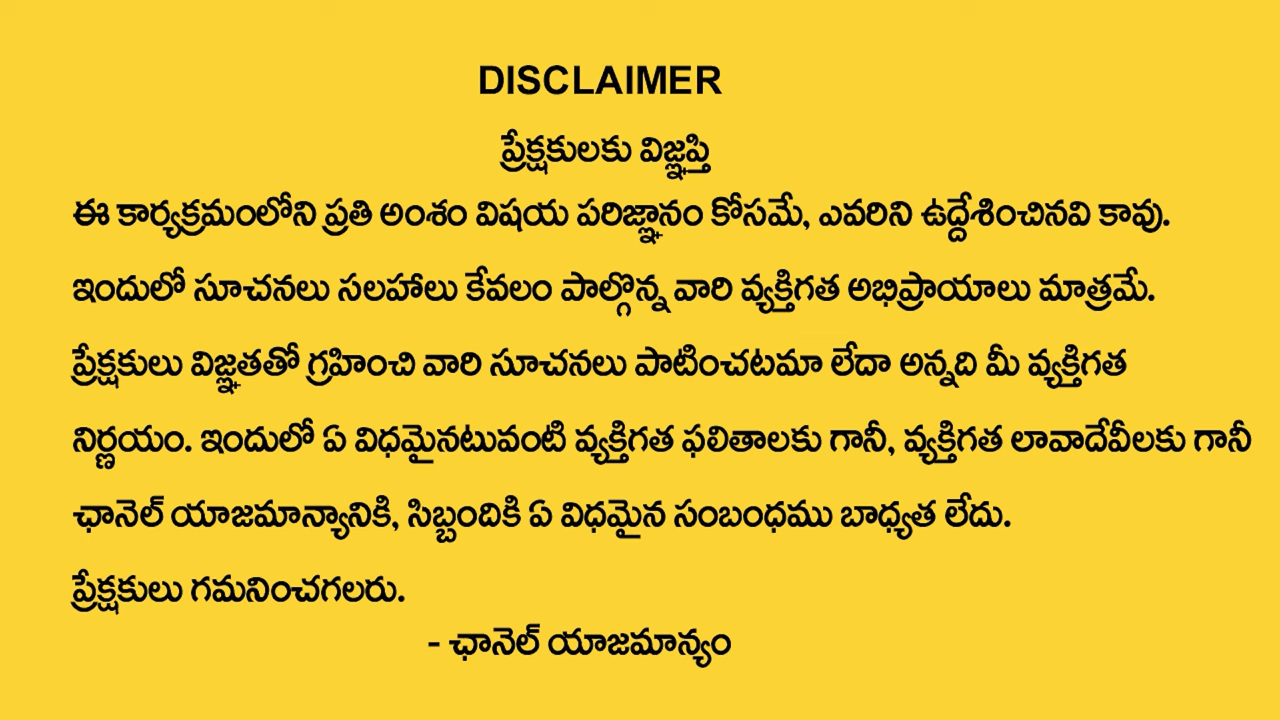 DISCLAIMER
ప్రేక్షకులకు విజ్ఞప్తి
ఈ కార్యక్రమంలోని ప్రతి అంశం విషయ పరిజ్ఞానం కోసమే, ఎవరిని ఉద్దేశించినవి కావు.
ఇందులో సూచనలు సలహాలు కేవలం పాల్గొన్న వారి వ్యక్తిగత అభిప్రాయాలు మాత్రమే.
ప్రేక్షకులు విజ్ఞతతో గ్రహించి వారి సూచనలు పాటించటమా లేదా అన్నది మీ వ్యక్తిగత
నిర్ణయం. ఇందులో ఏ విధమైనటువంటి వ్యక్తిగత ఫలితాలకు గానీ, వ్యక్తిగత లావాదేవీలకు గానీ
ఛానెల్ యాజమాన్యానికి, సిబ్బందికి ఏ విధమైన సంబంధము బాధ్యత లేదు.
ప్రేక్షకులు గమనించగలరు.
- ఛానెల్ యాజమాన్యం